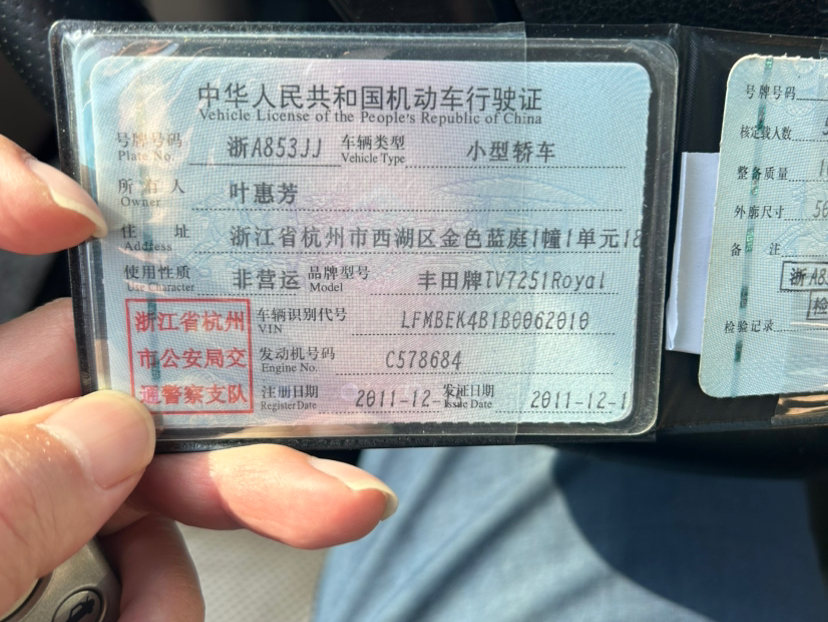 中华人民共和国机动车行驶证
Vehicle License of the People's Republic of China
号牌号码 浙A853JJ 车辆类型 小型轿车
Plate No. Vehicle Type
所有人 叶惠芳
Owner
住址 浙江省杭州市西湖区金色蓝庭1幢1单元18
Address
使用性质 非营运 品牌型号 丰田牌TV7251Royal
Use Character Model
浙江省杭州
市公安局交
通警察支队
车辆识别代号 LFMBEK4B1B0062010
VIN
发动机号码 C578684
Engine No.
注册日期 2011-12- 发证日期 2011-12-1
Register Date Issue Date
号牌号码
核定载人数 5
整备质量 1
外廓尺寸 56
备注
浙A85
检
检验记录